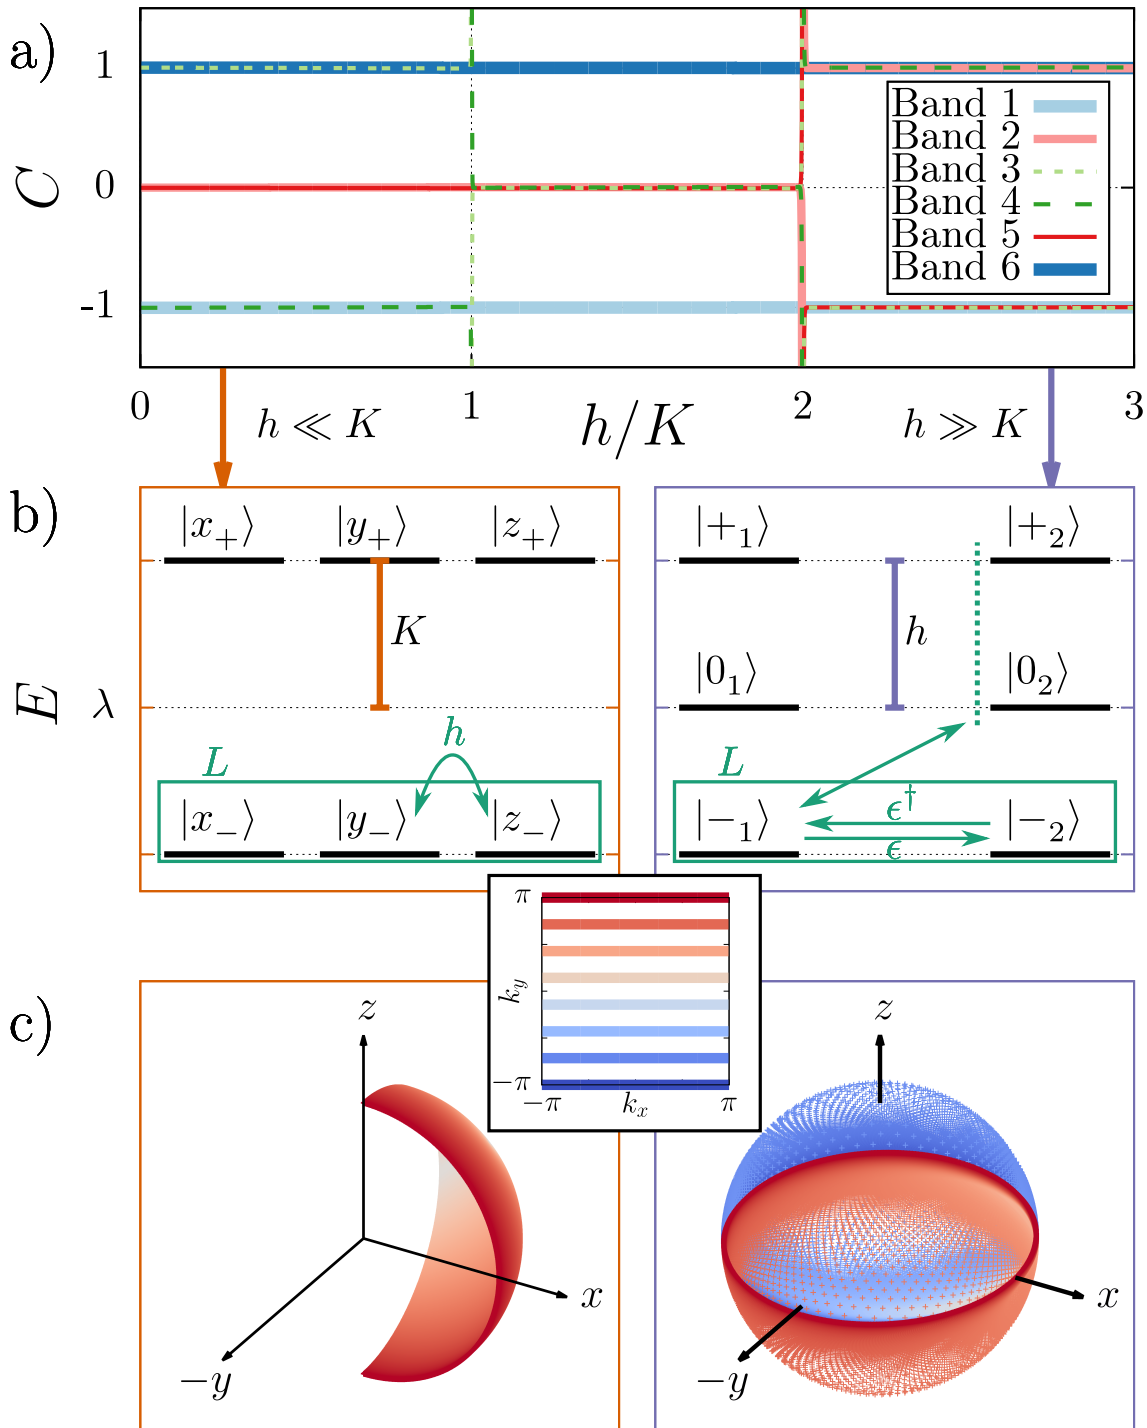 a)
C
1
0
-1
Band 1
Band 2
Band 3
Band 4
Band 5
Band 6
0 1 2 3
h ≪ K
h/K
h ≫ K
b)
E
λ
|x₊⟩ |y₊⟩ |z₊⟩
K
h
L
|x₋⟩ |y₋⟩ |z₋⟩
|+₁⟩ |+₂⟩
h
|0₁⟩ |0₂⟩
L
|−₁⟩ ϵ† |−₂⟩
ϵ
π
k_y
−π
−π k_x π
c)
z
x
−y
z
x
−y